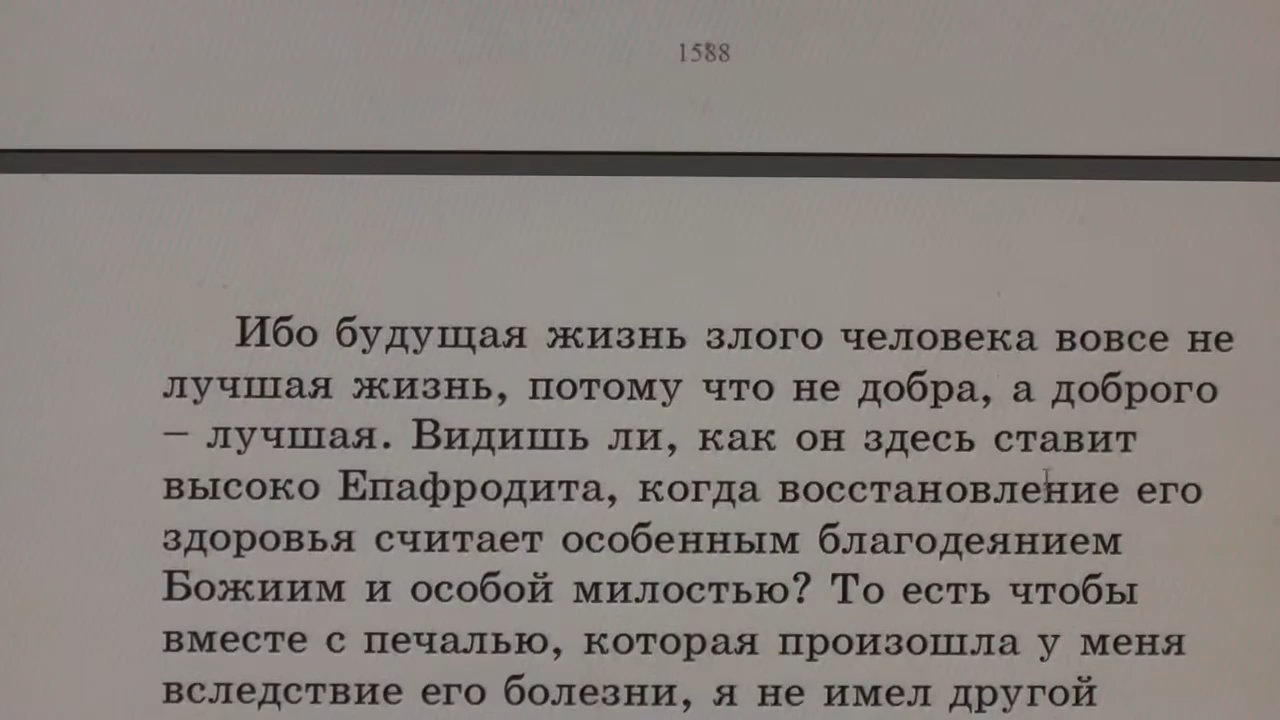 1588
Ибо будущая жизнь злого человека вовсе не
лучшая жизнь, потому что не добра, а доброго
– лучшая. Видишь ли, как он здесь ставит
высоко Епафродита, когда восстановление его
здоровья считает особенным благодеянием
Божиим и особой милостью? То есть чтобы
вместе с печалью, которая произошла у меня
вследствие его болезни, я не имел другой